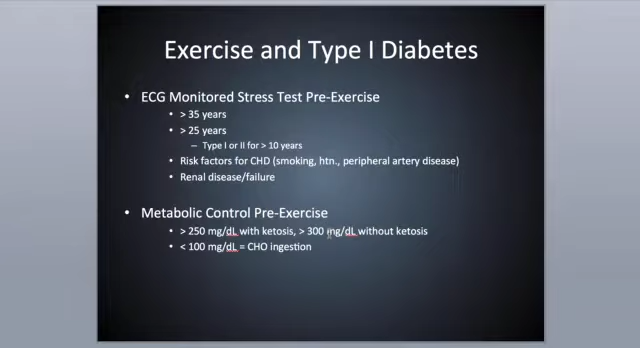 Exercise and Type I Diabetes
• ECG Monitored Stress Test Pre-Exercise
• > 35 years
• > 25 years
– Type I or II for > 10 years
• Risk factors for CHD (smoking, htn., peripheral artery disease)
• Renal disease/failure
• Metabolic Control Pre-Exercise
• > 250 mg/dL with ketosis, > 300 mg/dL without ketosis
• < 100 mg/dL = CHO ingestion